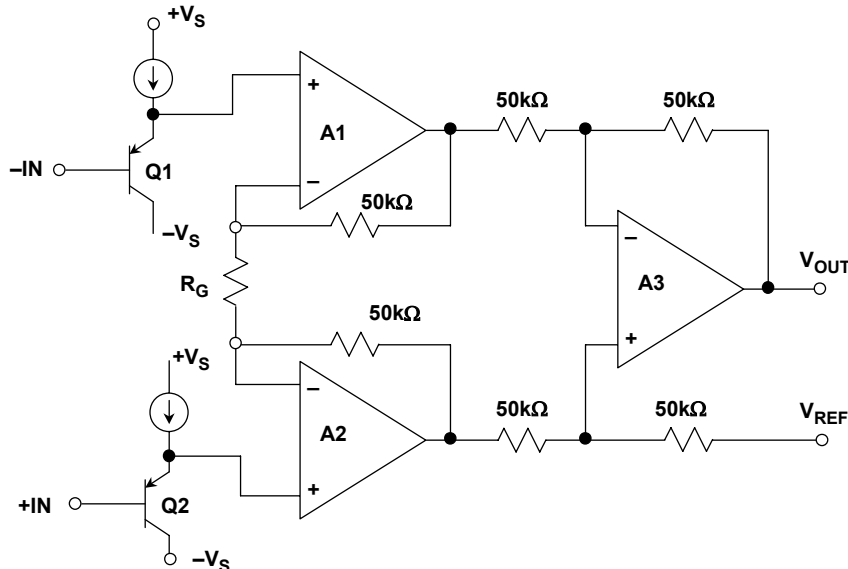 +VS
+
A1
−
−IN
Q1
−VS
50kΩ
50kΩ
50kΩ
RG
50kΩ
−
A3
+
VOUT
+VS
−
A2
+
50kΩ
50kΩ
VREF
+IN
Q2
−VS